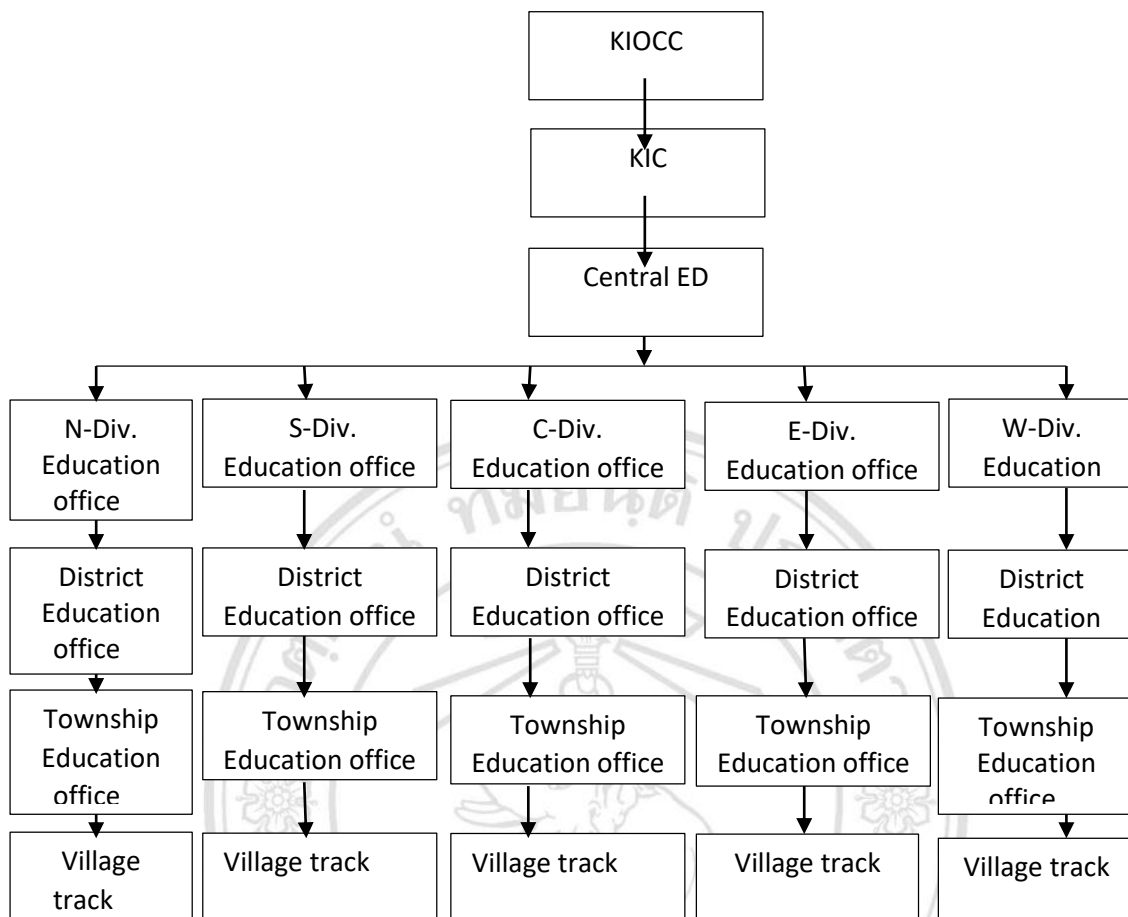 KIOCC
KIC
Central ED
N-Div.
Education
office
S-Div.
Education office
C-Div.
Education office
E-Div.
Education office
W-Div.
Education
District
Education
office
District
Education office
District
Education office
District
Education office
District
Education
Township
Education
office
Township
Education office
Township
Education office
Township
Education office
Township
Education
office
Village
track
Village track
Village track
Village track
Village track